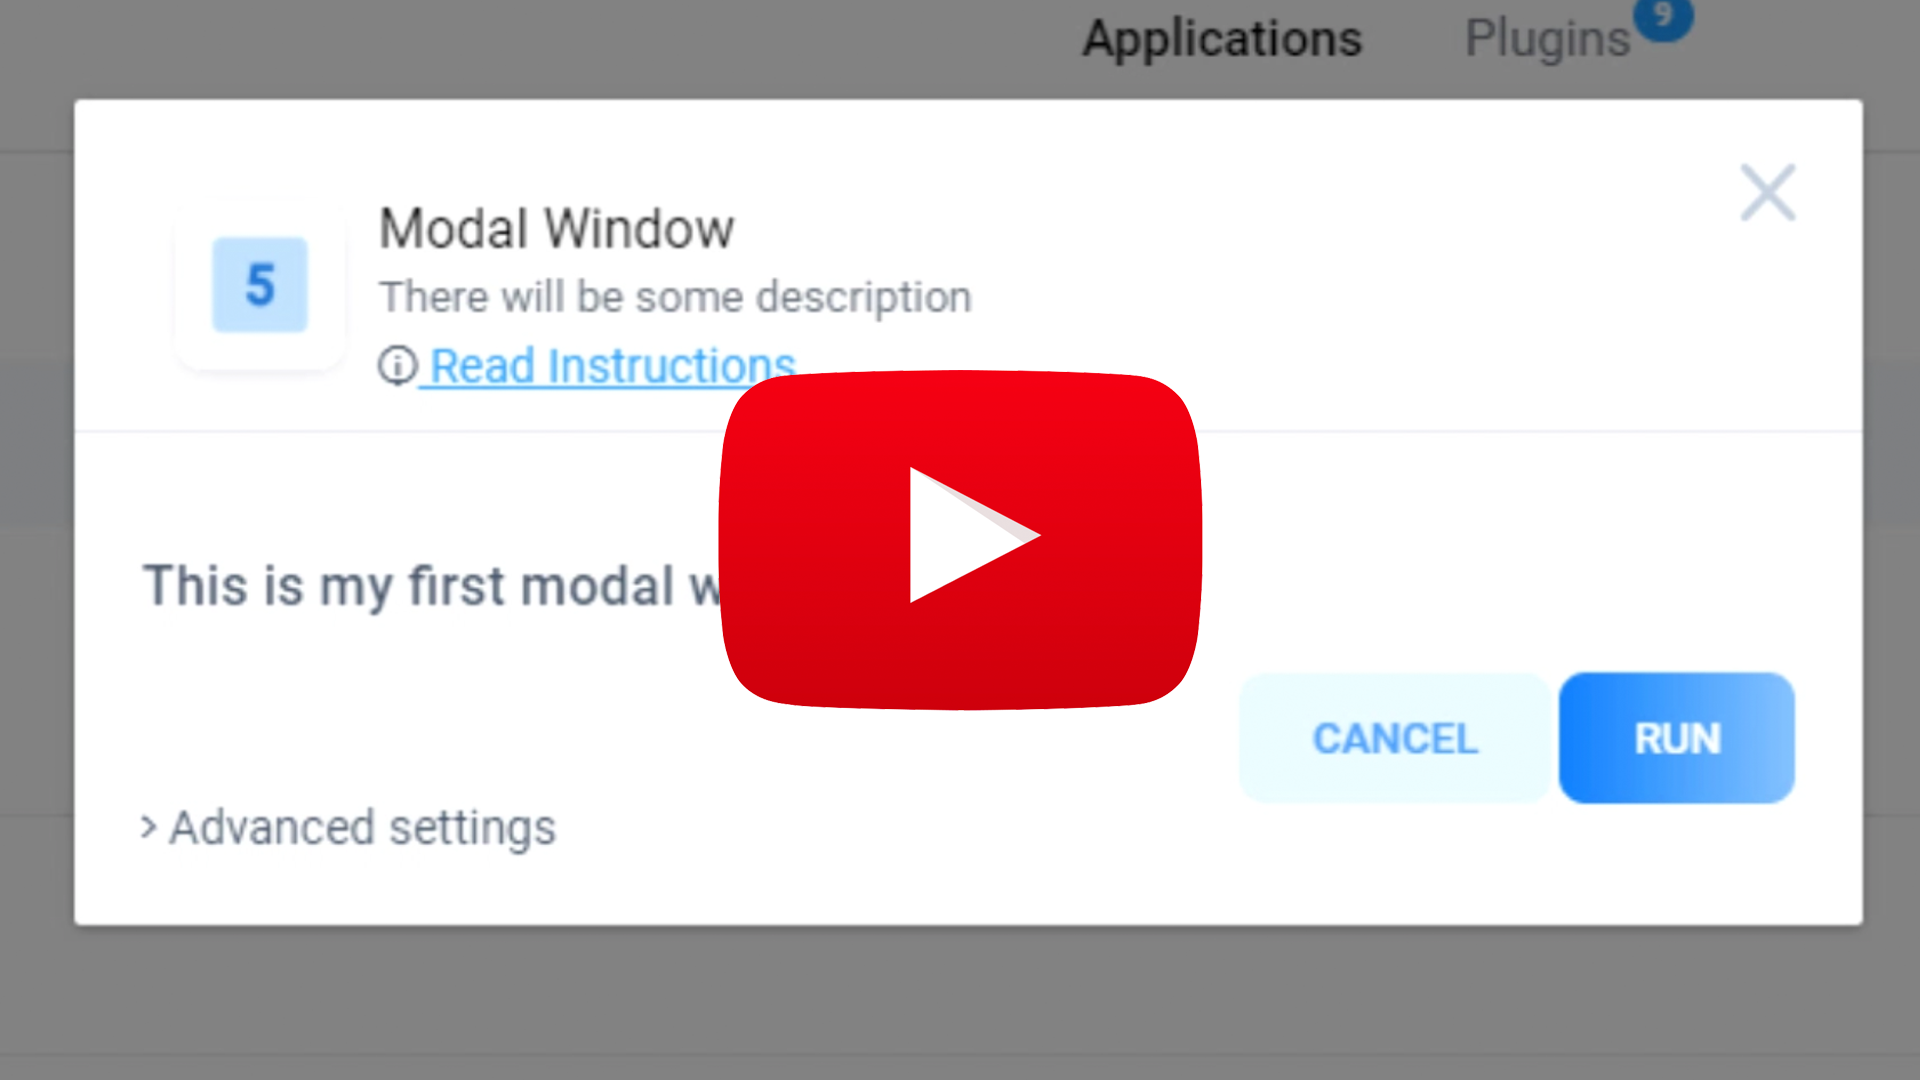 Applications Plugins 9
5
Modal Window
There will be some description
Read Instructions
This is my first modal
CANCEL RUN
> Advanced settings